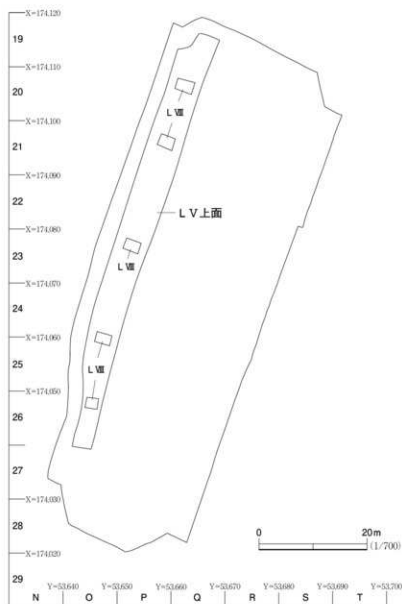 X=174,120
19
X=174,110
20
L Ⅷ
X=174,100
21
X=174,090
22
L Ⅴ上面
X=174,080
23
L Ⅷ
X=174,070
24
X=174,060
25
L Ⅷ
X=174,050
26
27
X=174,030
0 20m
(1/700)
28
X=174,020
29
Y=53,640 Y=53,650 Y=53,660 Y=53,670 Y=53,680 Y=53,690 Y=53,700
N O P Q R S T